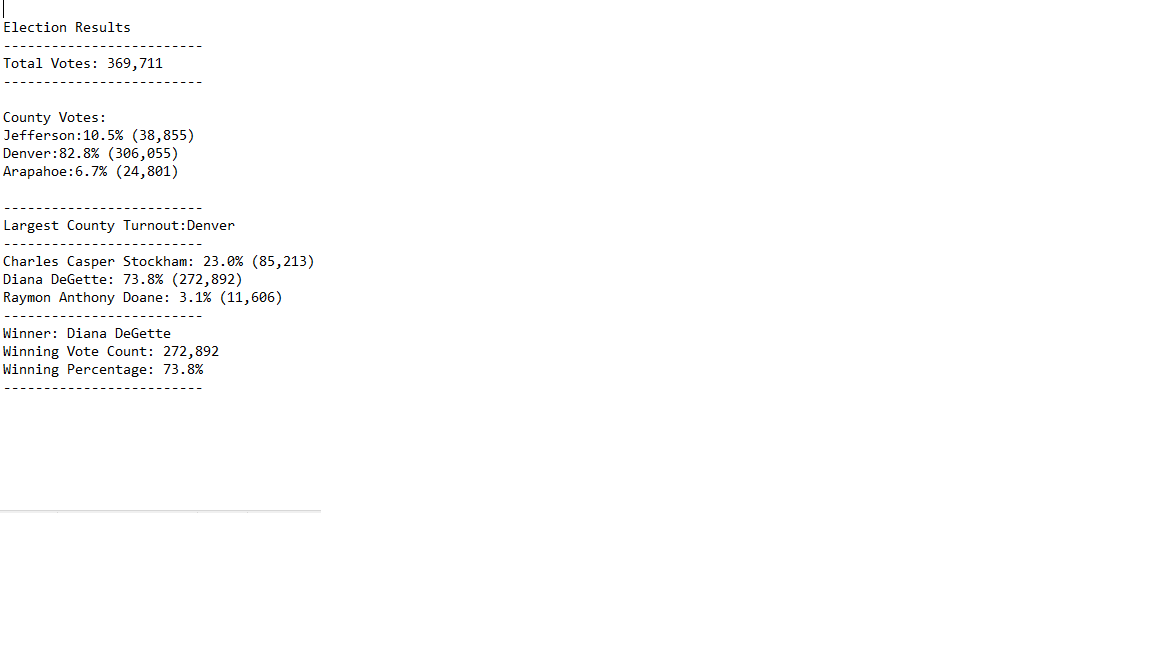 Election Results
-------------------------
Total Votes: 369,711
-------------------------
County Votes:
Jefferson:10.5% (38,855)
Denver:82.8% (306,055)
Arapahoe:6.7% (24,801)
-------------------------
Largest County Turnout:Denver
-------------------------
Charles Casper Stockham: 23.0% (85,213)
Diana DeGette: 73.8% (272,892)
Raymon Anthony Doane: 3.1% (11,606)
-------------------------
Winner: Diana DeGette
Winning Vote Count: 272,892
Winning Percentage: 73.8%
-------------------------